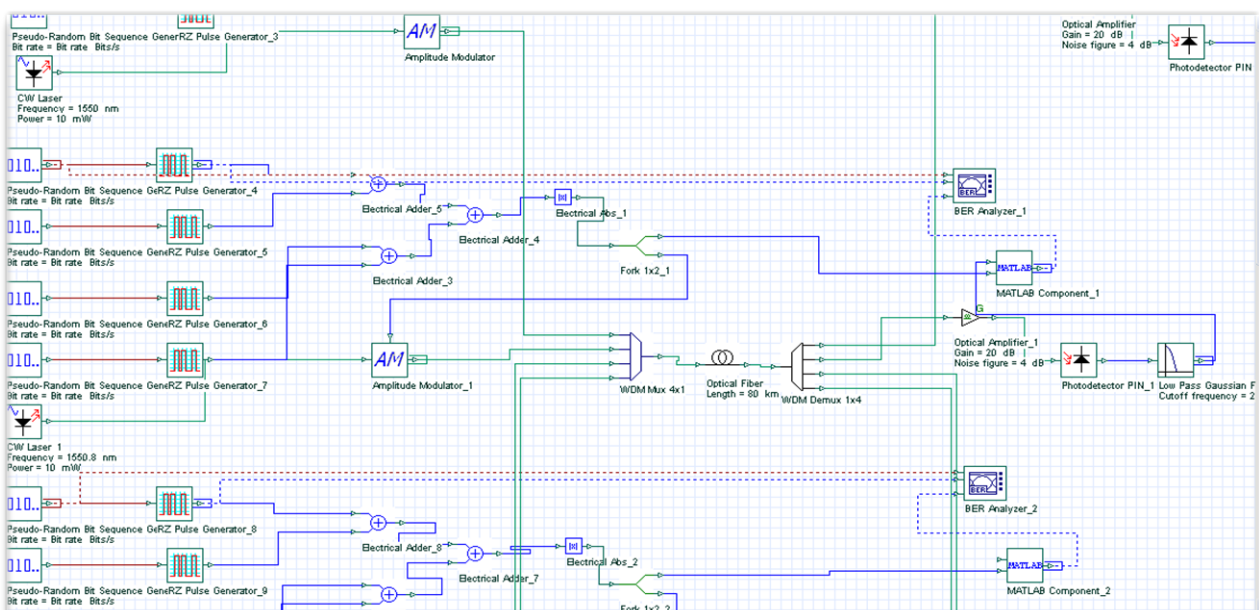 Pseudo-Random Bit Sequence GenerRZ Pulse Generator_3
Bit rate = Bit rate Bits/s
AM
Amplitude Modulator
Optical Amplifier
Gain = 20 dB
Noise figure = 4 dB
Photodetector PIN
CW Laser
Frequency = 1550 nm
Power = 10 mW
010..
Pseudo-Random Bit Sequence GeRZ Pulse Generator_4
Bit rate = Bit rate Bits/s
Electrical Adder_5
Electrical Abs_1
BER
BER Analyzer_1
010..
Pseudo-Random Bit Sequence GeneRZ Pulse Generator_5
Bit rate = Bit rate Bits/s
Electrical Adder_4
Electrical Adder_3
Fork 1x2_1
MATLAB
MATLAB Component_1
010..
Pseudo-Random Bit Sequence GeneRZ Pulse Generator_6
Bit rate = Bit rate Bits/s
G
Optical Amplifier_1
Gain = 20 dB
Noise figure = 4 dB
010..
Pseudo-Random Bit Sequence GeneRZ Pulse Generator_7
Bit rate = Bit rate Bits/s
AM
Amplitude Modulator_1
WDM Mux 4x1
Optical Fiber
Length = 80 km
WDM Demux 1x4
Photodetector PIN_1
Low Pass Gaussian F
Cutoff frequency = 2
CW Laser 1
Frequency = 1550.8 nm
Power = 10 mW
010..
Pseudo-Random Bit Sequence GeRZ Pulse Generator_8
Bit rate = Bit rate Bits/s
BER
BER Analyzer_2
Electrical Adder_8
Electrical Abs_2
Electrical Adder_7
010..
Pseudo-Random Bit Sequence GeneRZ Pulse Generator_9
Bit rate = Bit rate Bits/s
MATLAB
MATLAB Component_2
Fork 1x2_2